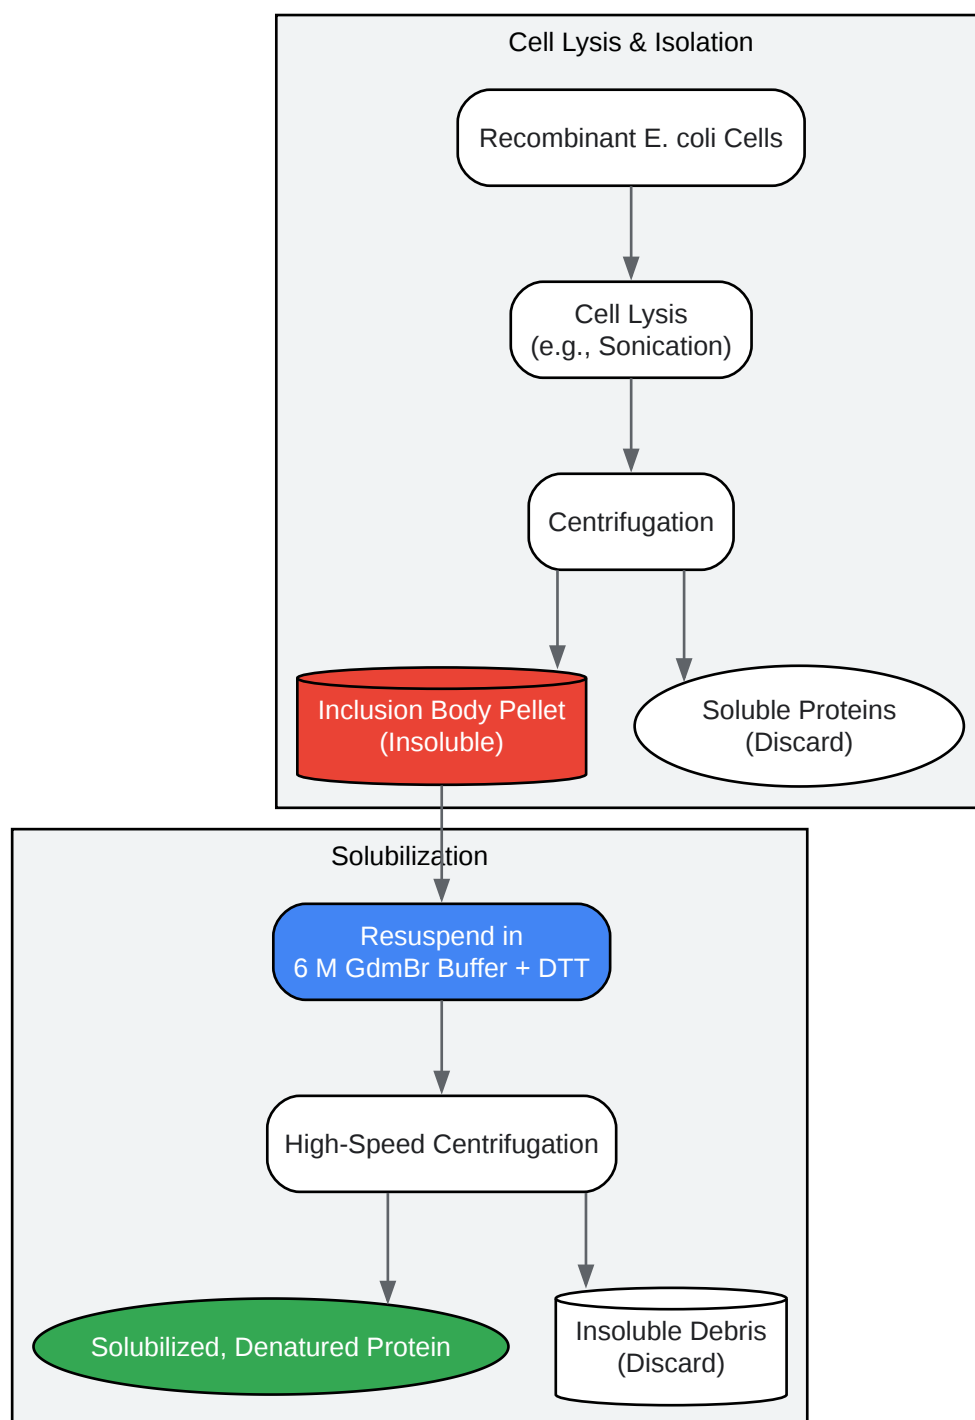 Cell Lysis & Isolation
Recombinant E. coli Cells
Cell Lysis
(e.g., Sonication)
Centrifugation
Inclusion Body Pellet
(Insoluble)
Soluble Proteins
(Discard)
Solubilization
Resuspend in
6 M GdmBr Buffer + DTT
High-Speed Centrifugation
Solubilized, Denatured Protein
Insoluble Debris
(Discard)